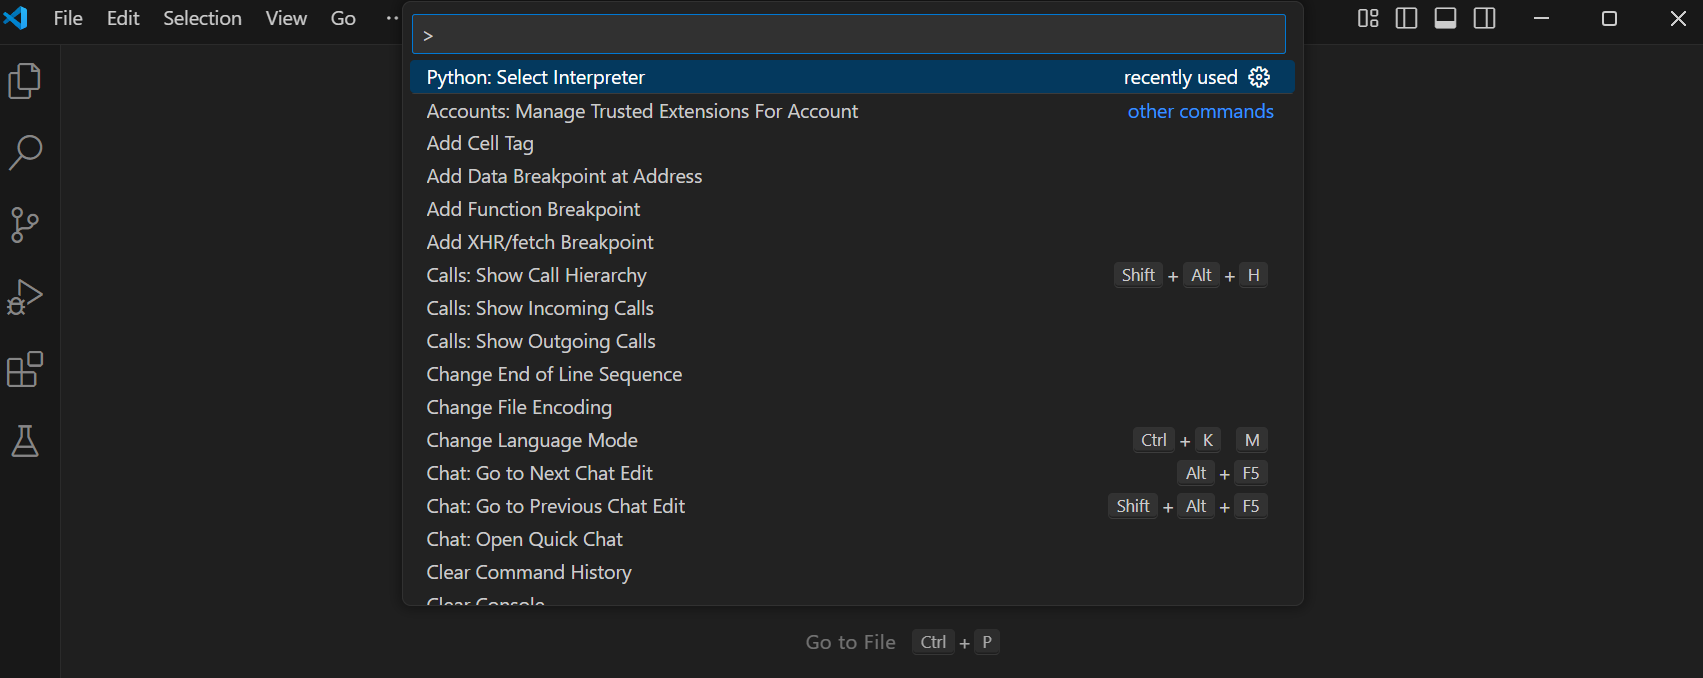 File Edit Selection View Go ··
>
Python: Select Interpreter recently used
Accounts: Manage Trusted Extensions For Account other commands
Add Cell Tag
Add Data Breakpoint at Address
Add Function Breakpoint
Add XHR/fetch Breakpoint
Calls: Show Call Hierarchy Shift + Alt + H
Calls: Show Incoming Calls
Calls: Show Outgoing Calls
Change End of Line Sequence
Change File Encoding
Change Language Mode Ctrl + K M
Chat: Go to Next Chat Edit Alt + F5
Chat: Go to Previous Chat Edit Shift + Alt + F5
Chat: Open Quick Chat
Clear Command History
Clear Console
Go to File Ctrl + P